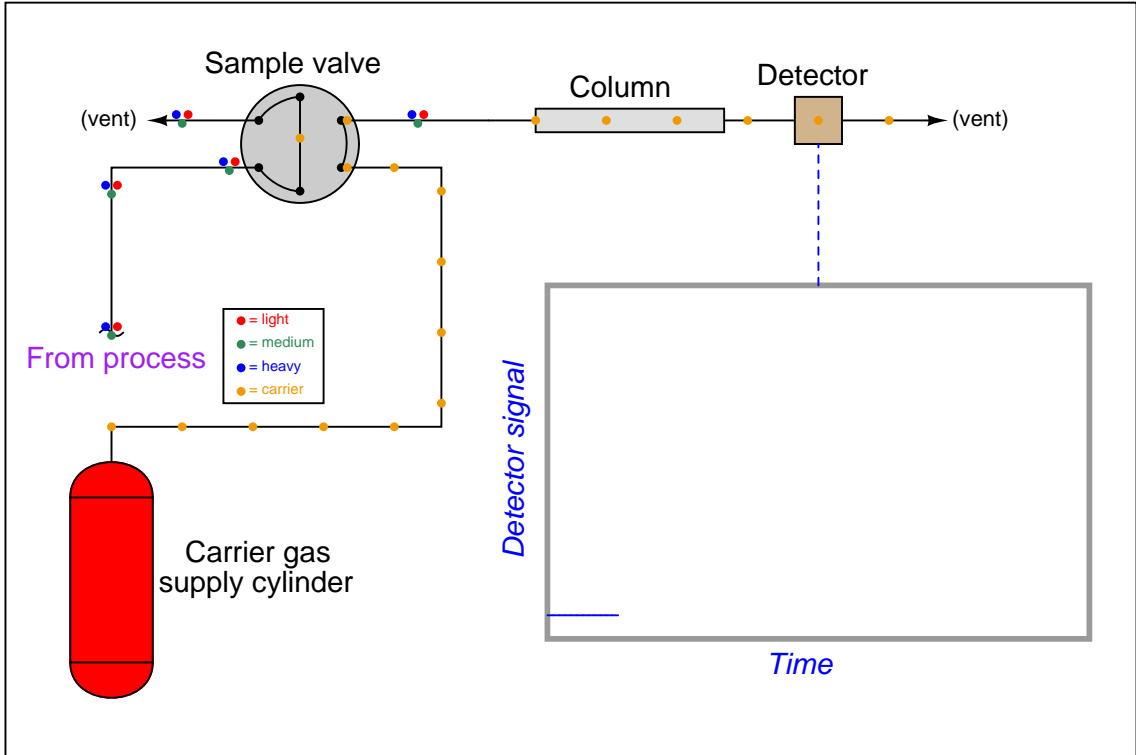 Sample valve
Column
Detector
(vent)
(vent)
From process
= light
= medium
= heavy
= carrier
Detector signal
Carrier gas
supply cylinder
Time